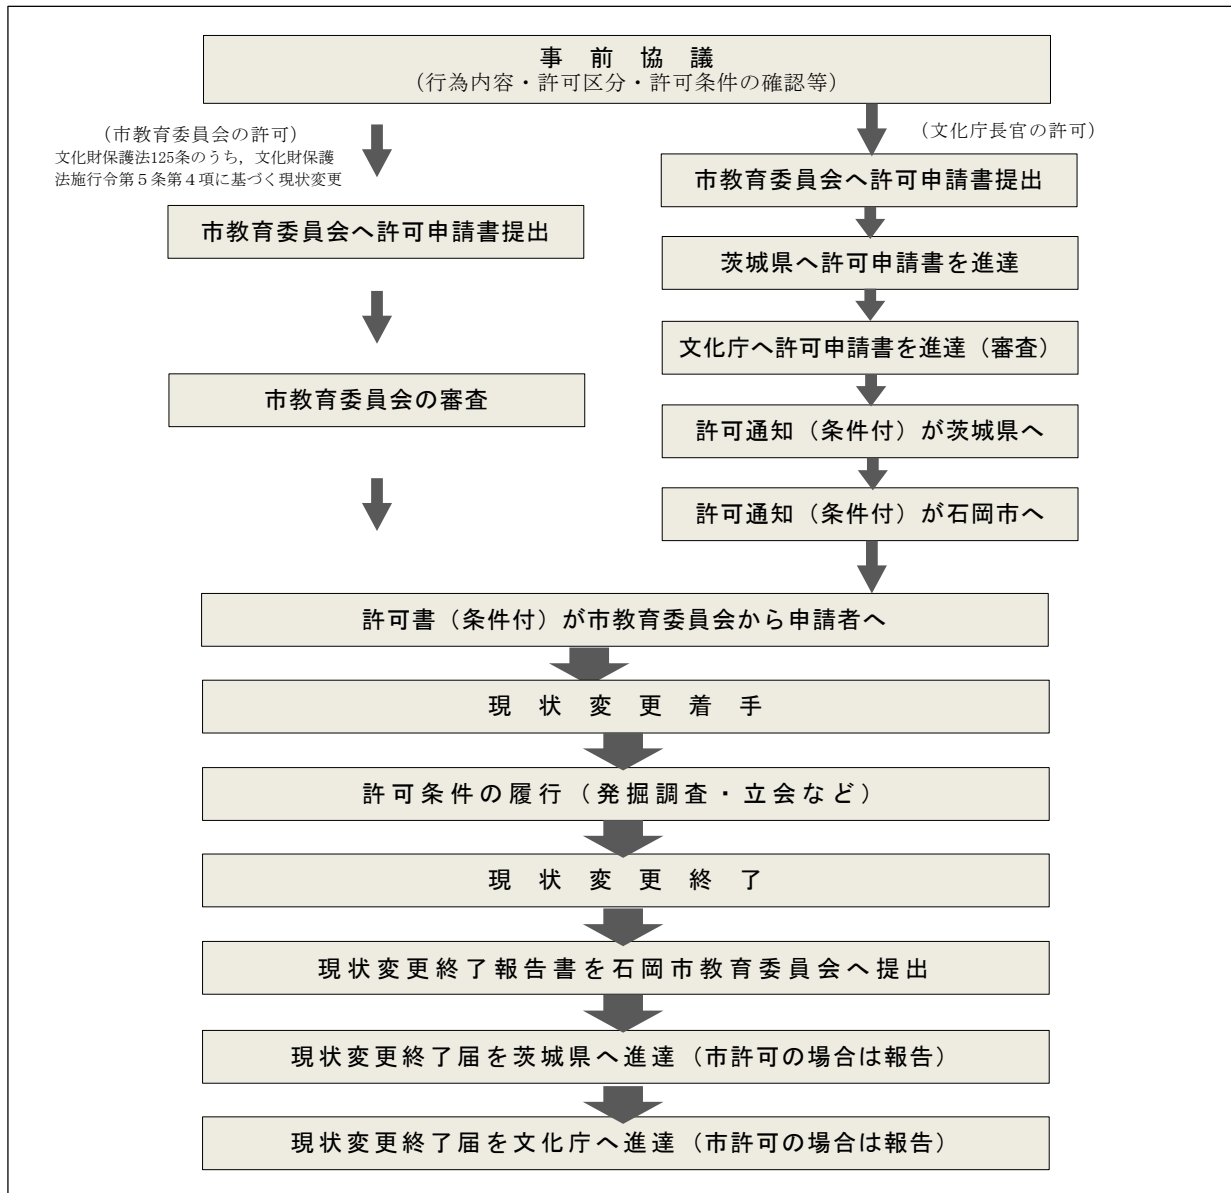 事　前　協　議
（行為内容・許可区分・許可条件の確認等）
（市教育委員会の許可）
文化財保護法125条のうち，文化財保護
法施行令第５条第４項に基づく現状変更
市教育委員会へ許可申請書提出
市教育委員会の審査
（文化庁長官の許可）
市教育委員会へ許可申請書提出
茨城県へ許可申請書を進達
文化庁へ許可申請書を進達（審査）
許可通知（条件付）が茨城県へ
許可通知（条件付）が石岡市へ
許可書（条件付）が市教育委員会から申請者へ
現　状　変　更　着　手
許可条件の履行（発掘調査・立会など）
現　状　変　更　終　了
現状変更終了報告書を石岡市教育委員会へ提出
現状変更終了届を茨城県へ進達（市許可の場合は報告）
現状変更終了届を文化庁へ進達（市許可の場合は報告）